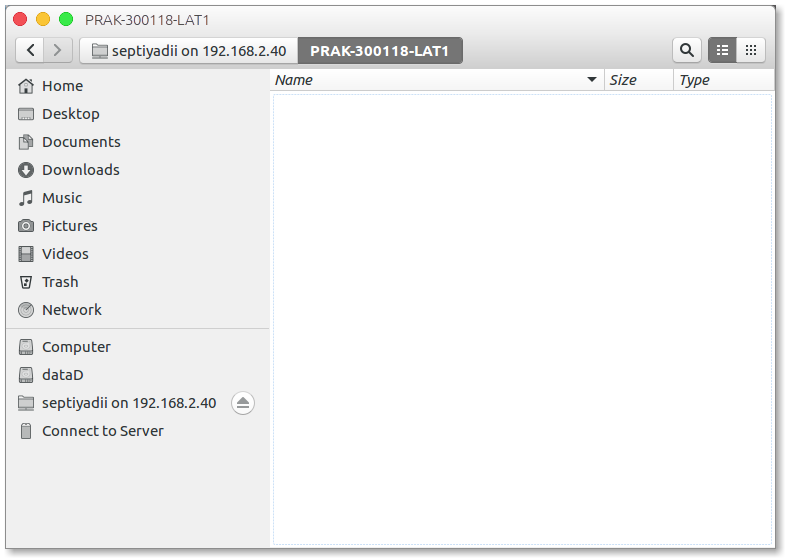 PRAK-300118-LAT1
septiyadii on 192.168.2.40 PRAK-300118-LAT1
Name Size Type
Home
Desktop
Documents
Downloads
Music
Pictures
Videos
Trash
Network
Computer
dataD
septiyadii on 192.168.2.40
Connect to Server